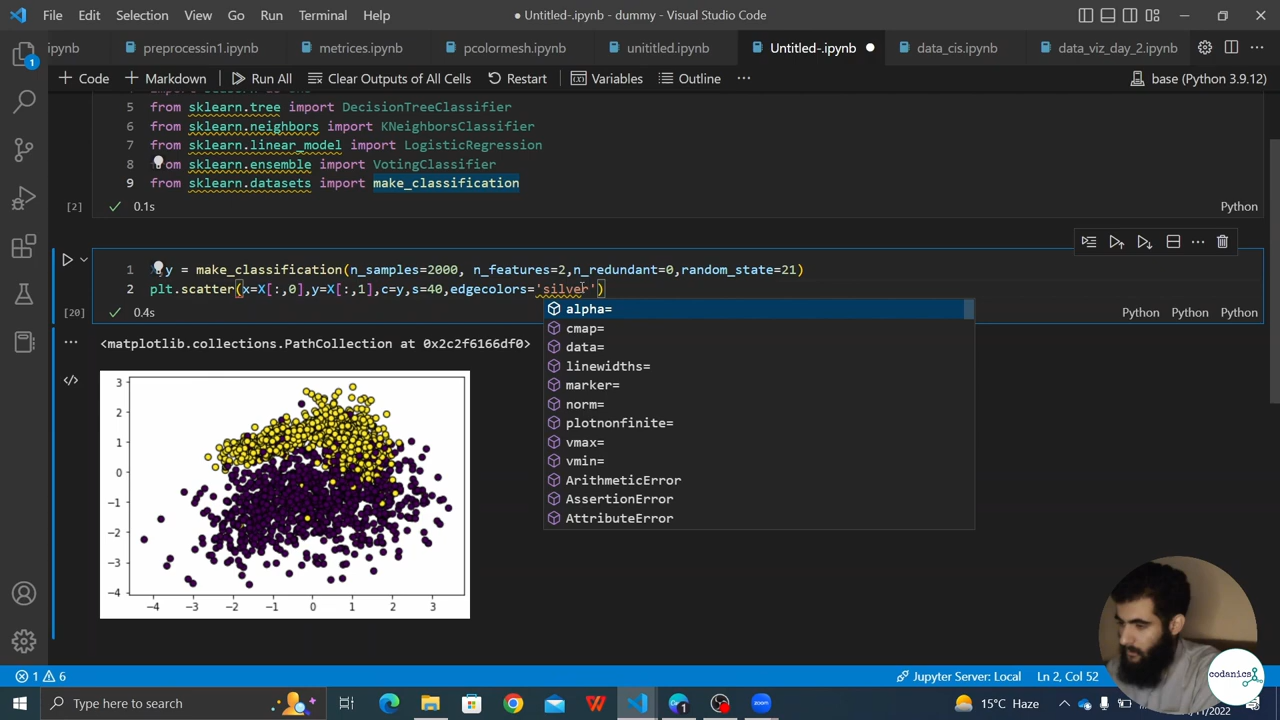 File Edit Selection View Go Run Terminal Help
● Untitled-.ipynb - dummy - Visual Studio Code
ipynb preprocessin1.ipynb metrices.ipynb pcolormesh.ipynb unititled.ipynb Untitled-.ipynb ● data_cis.ipynb data_viz_day_2.ipynb
+ Code + Markdown Run All Clear Outputs of All Cells Restart Variables Outline ··· base (Python 3.9.12)
5 from sklearn.tree import DecisionTreeClassifier
6 from sklearn.neighbors import KNeighborsClassifier
7 from sklearn.linear_model import LogisticRegression
8 from sklearn.ensemble import VotingClassifier
9 from sklearn.datasets import make_classification
[2] 0.1s Python
1 y = make_classification(n_samples=2000, n_features=2,n_redundant=0,random_state=21)
2 plt.scatter(x=X[:,0],y=X[:,1],c=y,s=40,edgecolors='silver')
[20] 0.4s Python Python Python
alpha=
cmap=
data=
linewidths=
marker=
norm=
plotnonfinite=
vmax=
vmin=
ArithmeticError
AssertionError
AttributeError
<matplotlib.collections.PathCollection at 0x2c2f6166df0>
3
2
1
0
−1
−2
−3
−4
−4 −3 −2 −1 0 1 2 3
codanics
1 6 Jupyter Server: Local Ln 2, Col 52
Type here to search 15°C Haze